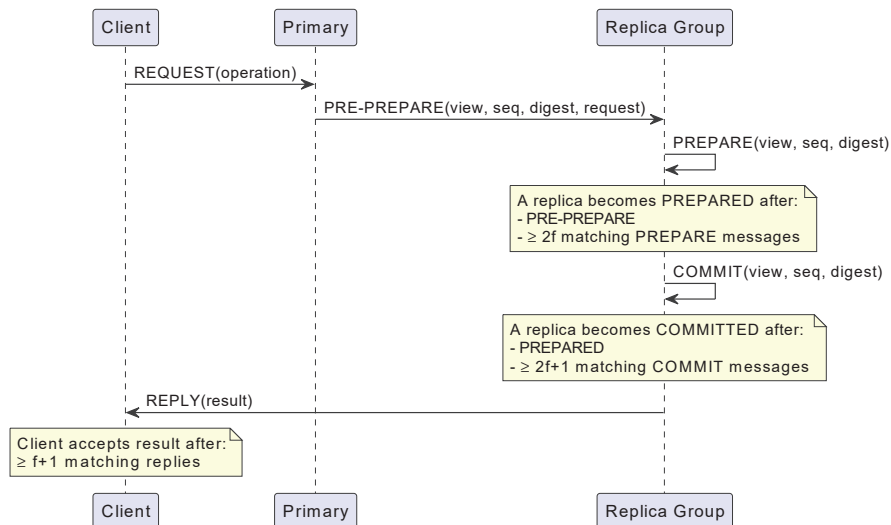 Client Primary Replica Group
REQUEST(operation)
PRE-PREPARE(view, seq, digest, request)
PREPARE(view, seq, digest)
A replica becomes PREPARED after:
- PRE-PREPARE
- ≥ 2f matching PREPARE messages
COMMIT(view, seq, digest)
A replica becomes COMMITTED after:
- PREPARED
- ≥ 2f+1 matching COMMIT messages
REPLY(result)
Client accepts result after:
≥ f+1 matching replies
Client Primary Replica Group